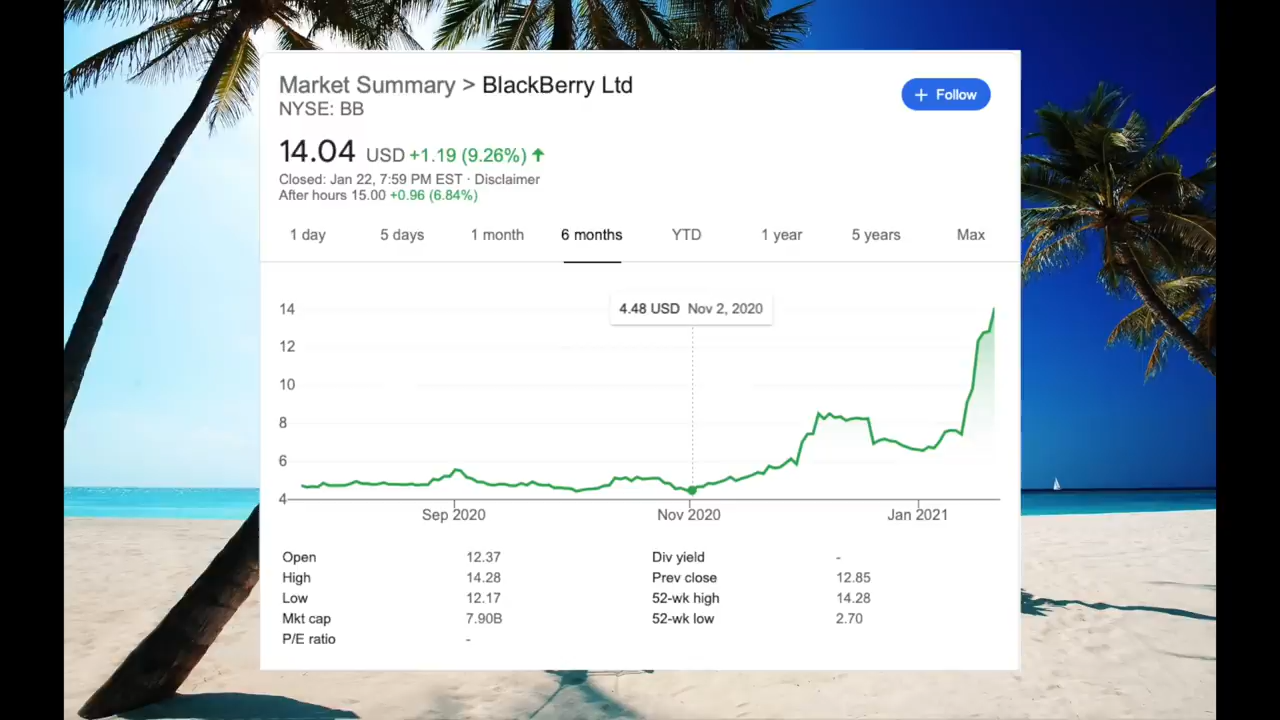 Market Summary > BlackBerry Ltd
NYSE: BB
+ Follow
14.04 USD +1.19 (9.26%) ↑
Closed: Jan 22, 7:59 PM EST · Disclaimer
After hours 15.00 +0.96 (6.84%)
1 day 5 days 1 month 6 months YTD 1 year 5 years Max
4.48 USD Nov 2, 2020
14
12
10
8
6
4
Sep 2020 Nov 2020 Jan 2021
Open 12.37 Div yield -
High 14.28 Prev close 12.85
Low 12.17 52-wk high 14.28
Mkt cap 7.90B 52-wk low 2.70
P/E ratio -